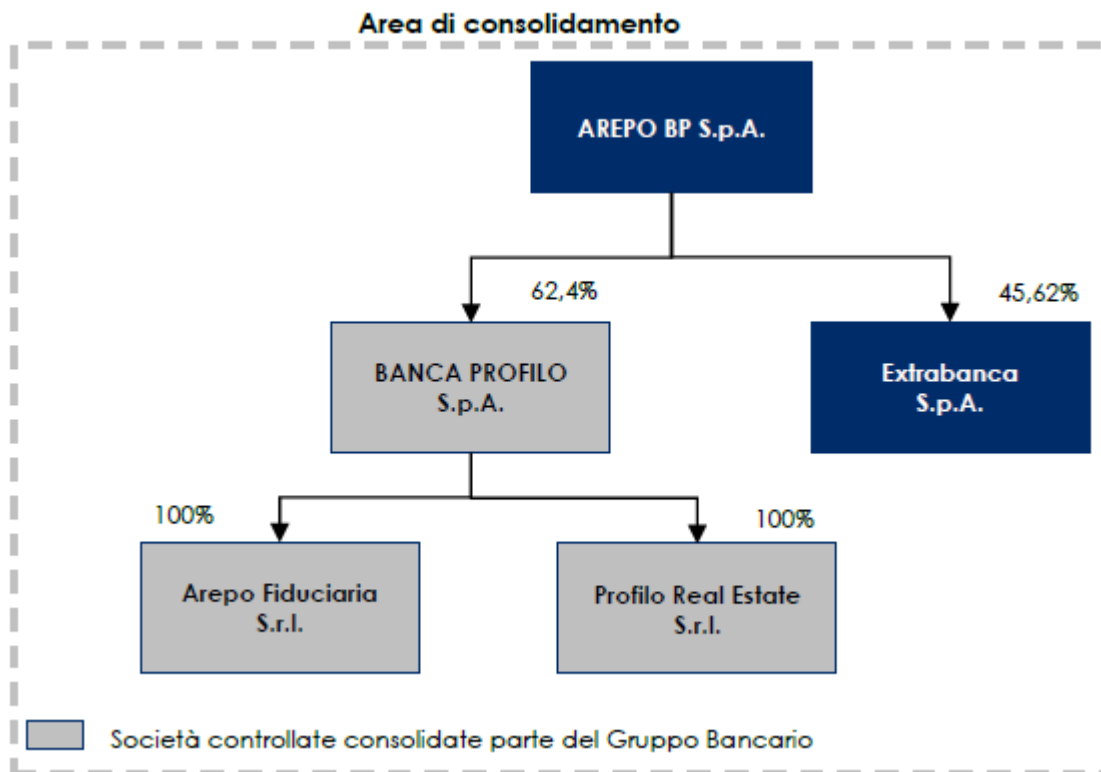 Area di consolidamento
AREPO BP S.p.A.
62,4%
45,62%
BANCA PROFILO
S.p.A.
Extrabanca
S.p.A.
100%
100%
Arepo Fiduciaria
S.r.l.
Profilo Real Estate
S.r.l.
Società controllate consolidate parte del Gruppo Bancario